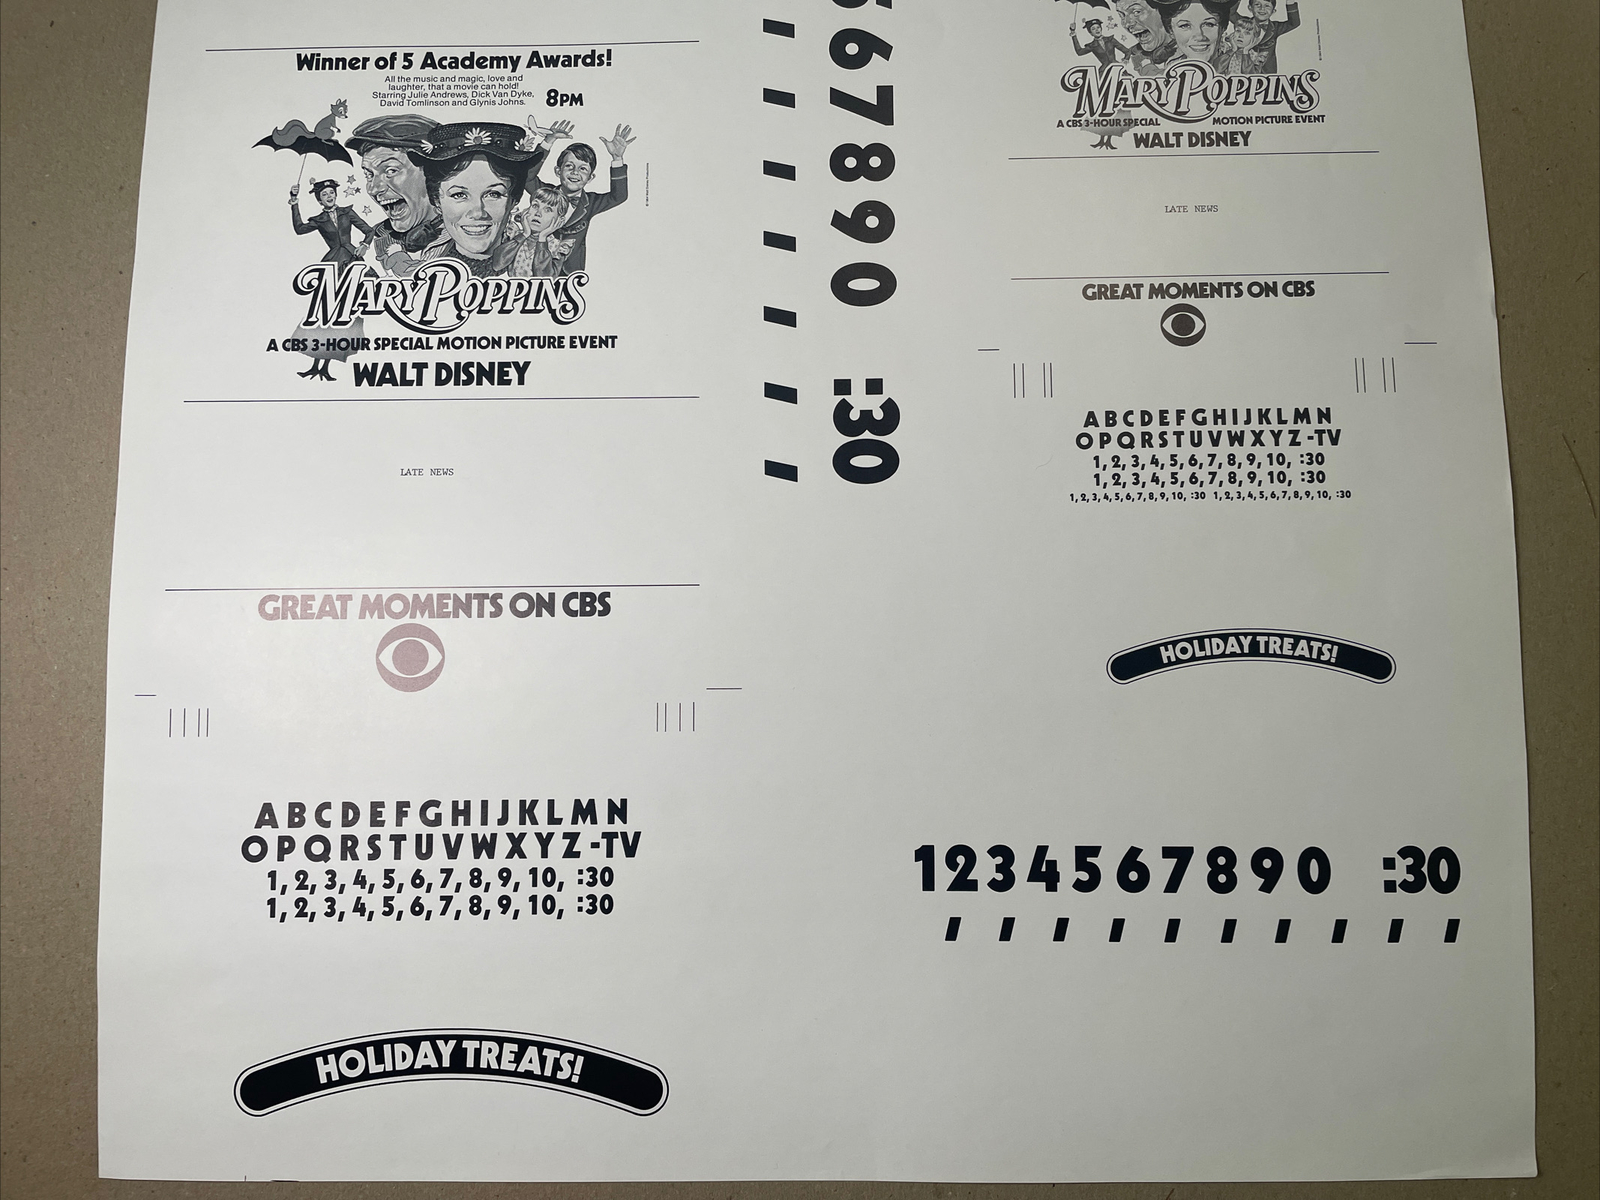 Winner of 5 Academy Awards!
All the music and magic, love and
laughter, that a movie can hold!
Starring Julie Andrews, Dick Van Dyke,
David Tomlinson and Glynis Johns.
8PM
MARY POPPINS
A CBS 3-HOUR SPECIAL MOTION PICTURE EVENT
WALT DISNEY
LATE NEWS
GREAT MOMENTS ON CBS
ABCDEFGHIJKLMN
OPQRSTUVWXYZ-TV
1, 2, 3, 4, 5, 6, 7, 8, 9, 10, :30
1, 2, 3, 4, 5, 6, 7, 8, 9, 10, :30
HOLIDAY TREATS!
67890 :30
MARY POPPINS
A CBS 3-HOUR SPECIAL MOTION PICTURE EVENT
WALT DISNEY
LATE NEWS
GREAT MOMENTS ON CBS
ABCDEFGHIJKLMN
OPQRSTUVWXYZ-TV
1, 2, 3, 4, 5, 6, 7, 8, 9, 10, :30
1, 2, 3, 4, 5, 6, 7, 8, 9, 10, :30
1, 2, 3, 4, 5, 6, 7, 8, 9, 10, :30 1, 2, 3, 4, 5, 6, 7, 8, 9, 10, :30
HOLIDAY TREATS!
1234567890 :30